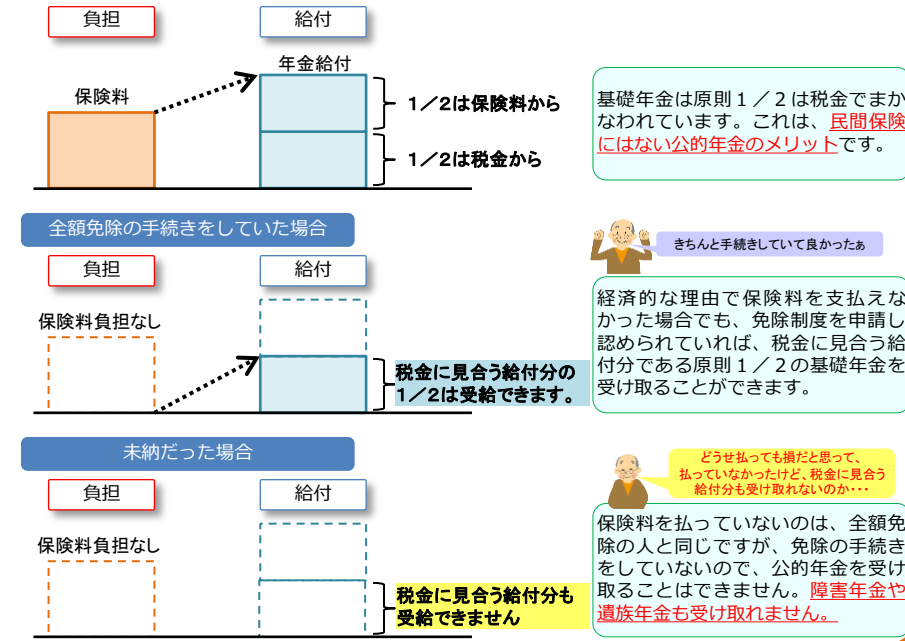 負担
給付
年金給付
保険料
1／2は保険料から
1／2は税金から
基礎年金は原則１／２は税金でまか
なわれています。これは、民間保険
にはない公的年金のメリットです。
全額免除の手続きをしていた場合
負担
給付
きちんと手続きしていて良かったぁ
保険料負担なし
税金に見合う給付分の
1／2は受給できます。
経済的な理由で保険料を支払えな
かった場合でも、免除制度を申請し
認められていれば、税金に見合う給
付分である原則１／２の基礎年金を
受け取ることができます。
未納だった場合
負担
給付
どうせ払っても損だと思って、
払っていなかったけど、税金に見合う
給付分も受け取れないのか・・・
保険料負担なし
税金に見合う給付分も
受給できません
保険料を払っていないのは、全額免
除の人と同じですが、免除の手続き
をしていないので、公的年金を受け
取ることはできません。障害年金や
遺族年金も受け取れません。